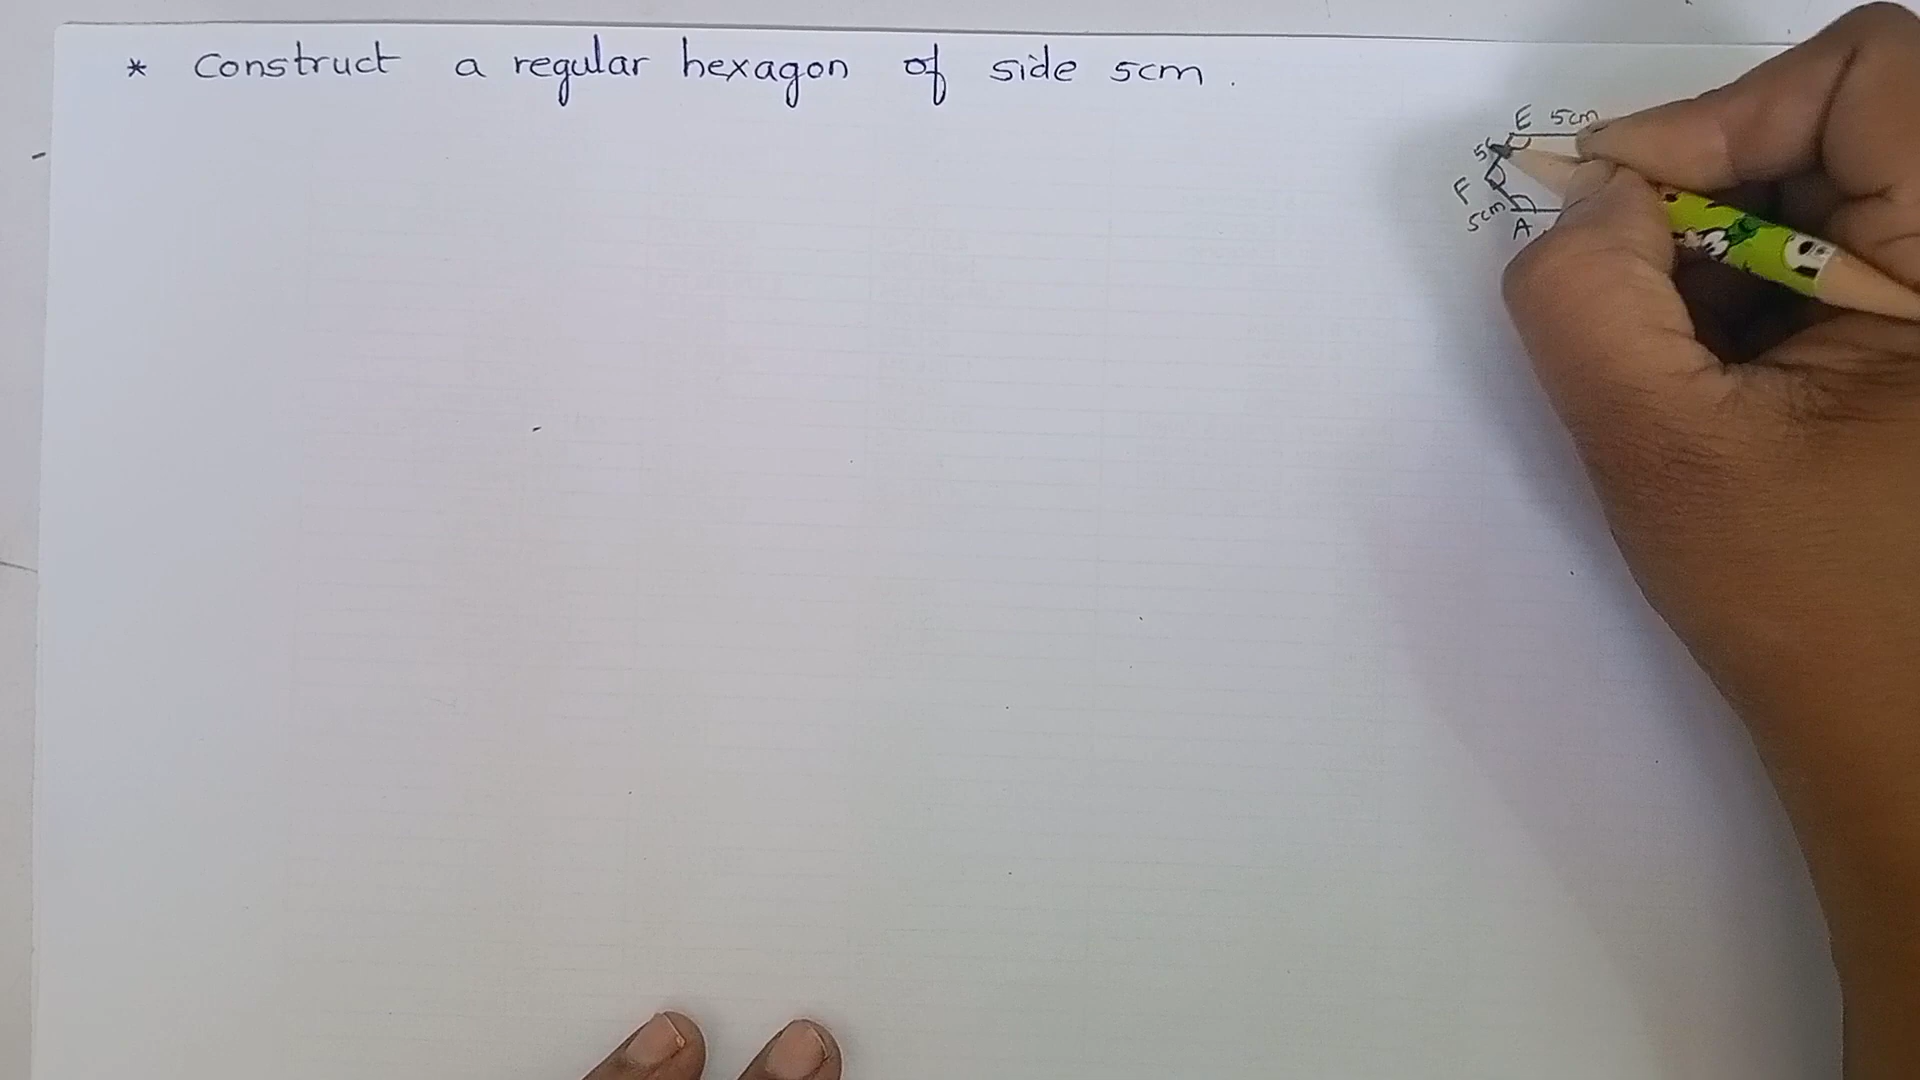 * Construct a regular hexagon of side 5cm.
E 5cm
F
5cm
A